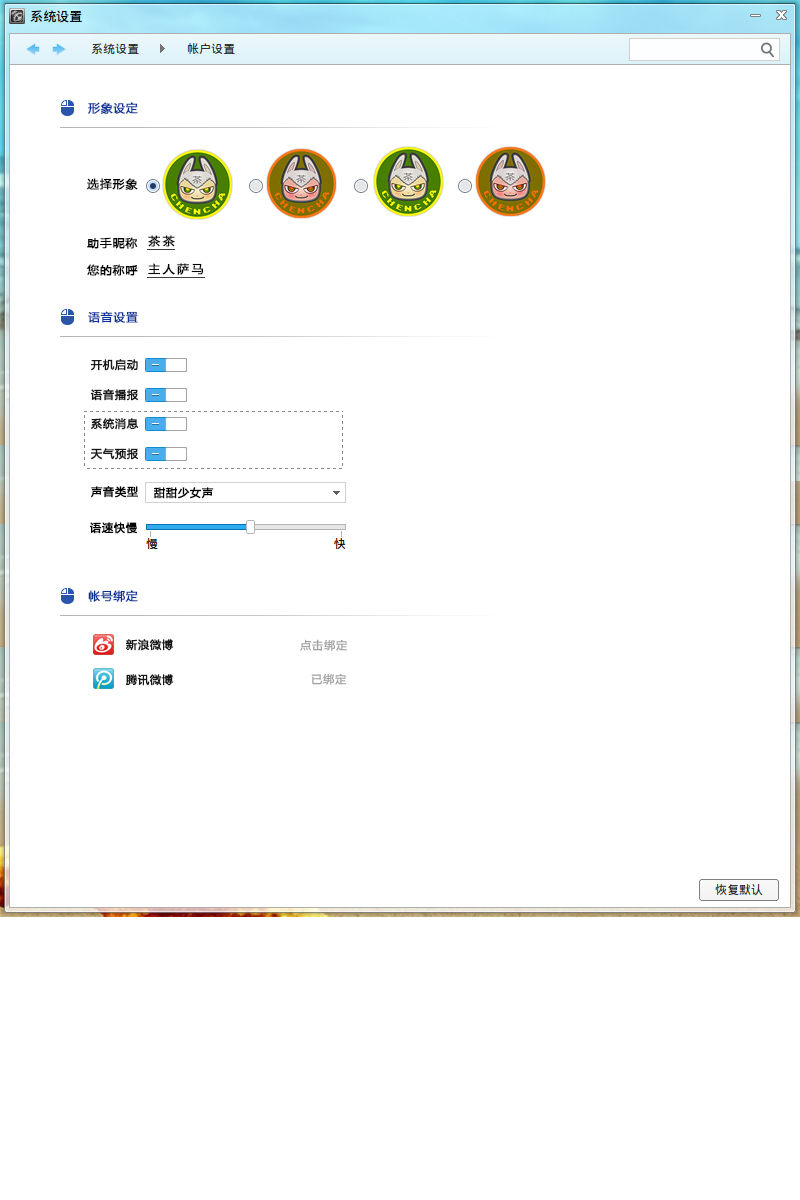 系统设置
系统设置 帐户设置
形象设定
选择形象
茶 CHENCHA
茶 CHENCHA
茶 CHENCHA
茶 CHENCHA
助手昵称 茶茶
您的称呼 主人萨马
语音设置
开机启动
语音播报
系统消息
天气预报
声音类型 甜甜少女声
语速快慢
慢 快
帐号绑定
新浪微博 点击绑定
腾讯微博 已绑定
恢复默认